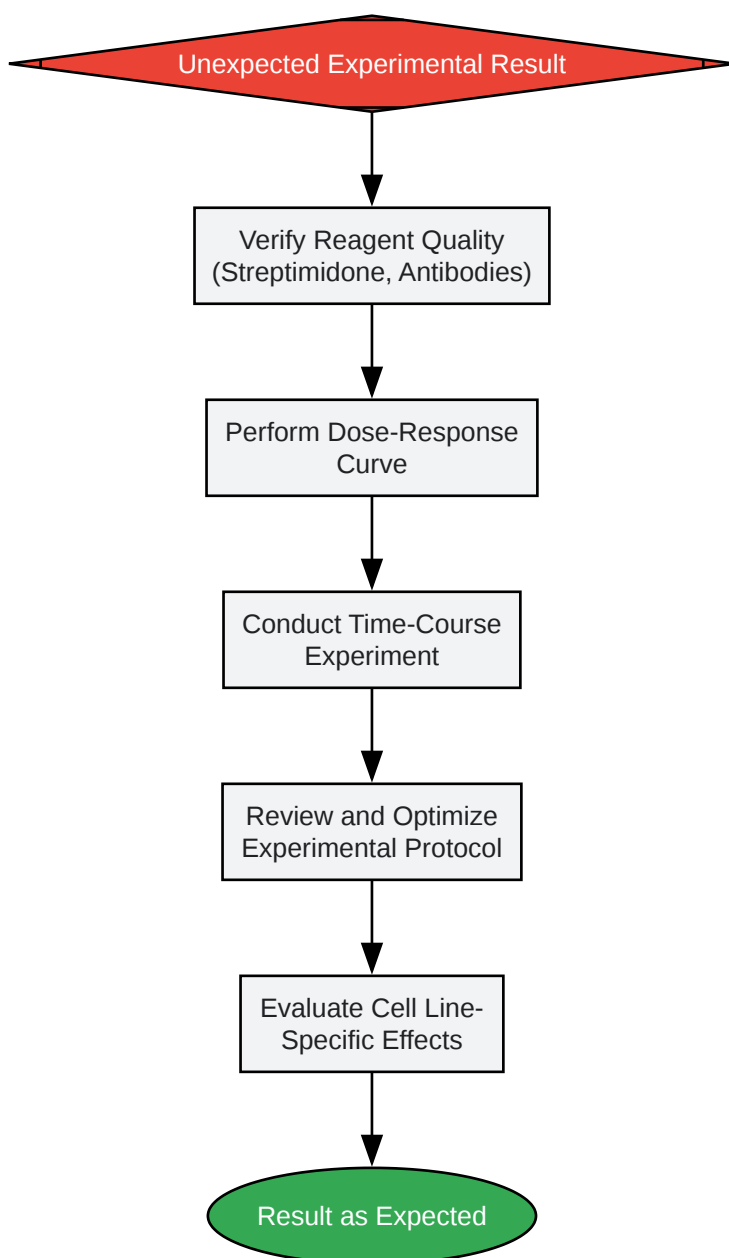 Unexpected Experimental Result
Verify Reagent Quality
(Streptimidone, Antibodies)
Perform Dose-Response
Curve
Conduct Time-Course
Experiment
Review and Optimize
Experimental Protocol
Evaluate Cell Line-
Specific Effects
Result as Expected